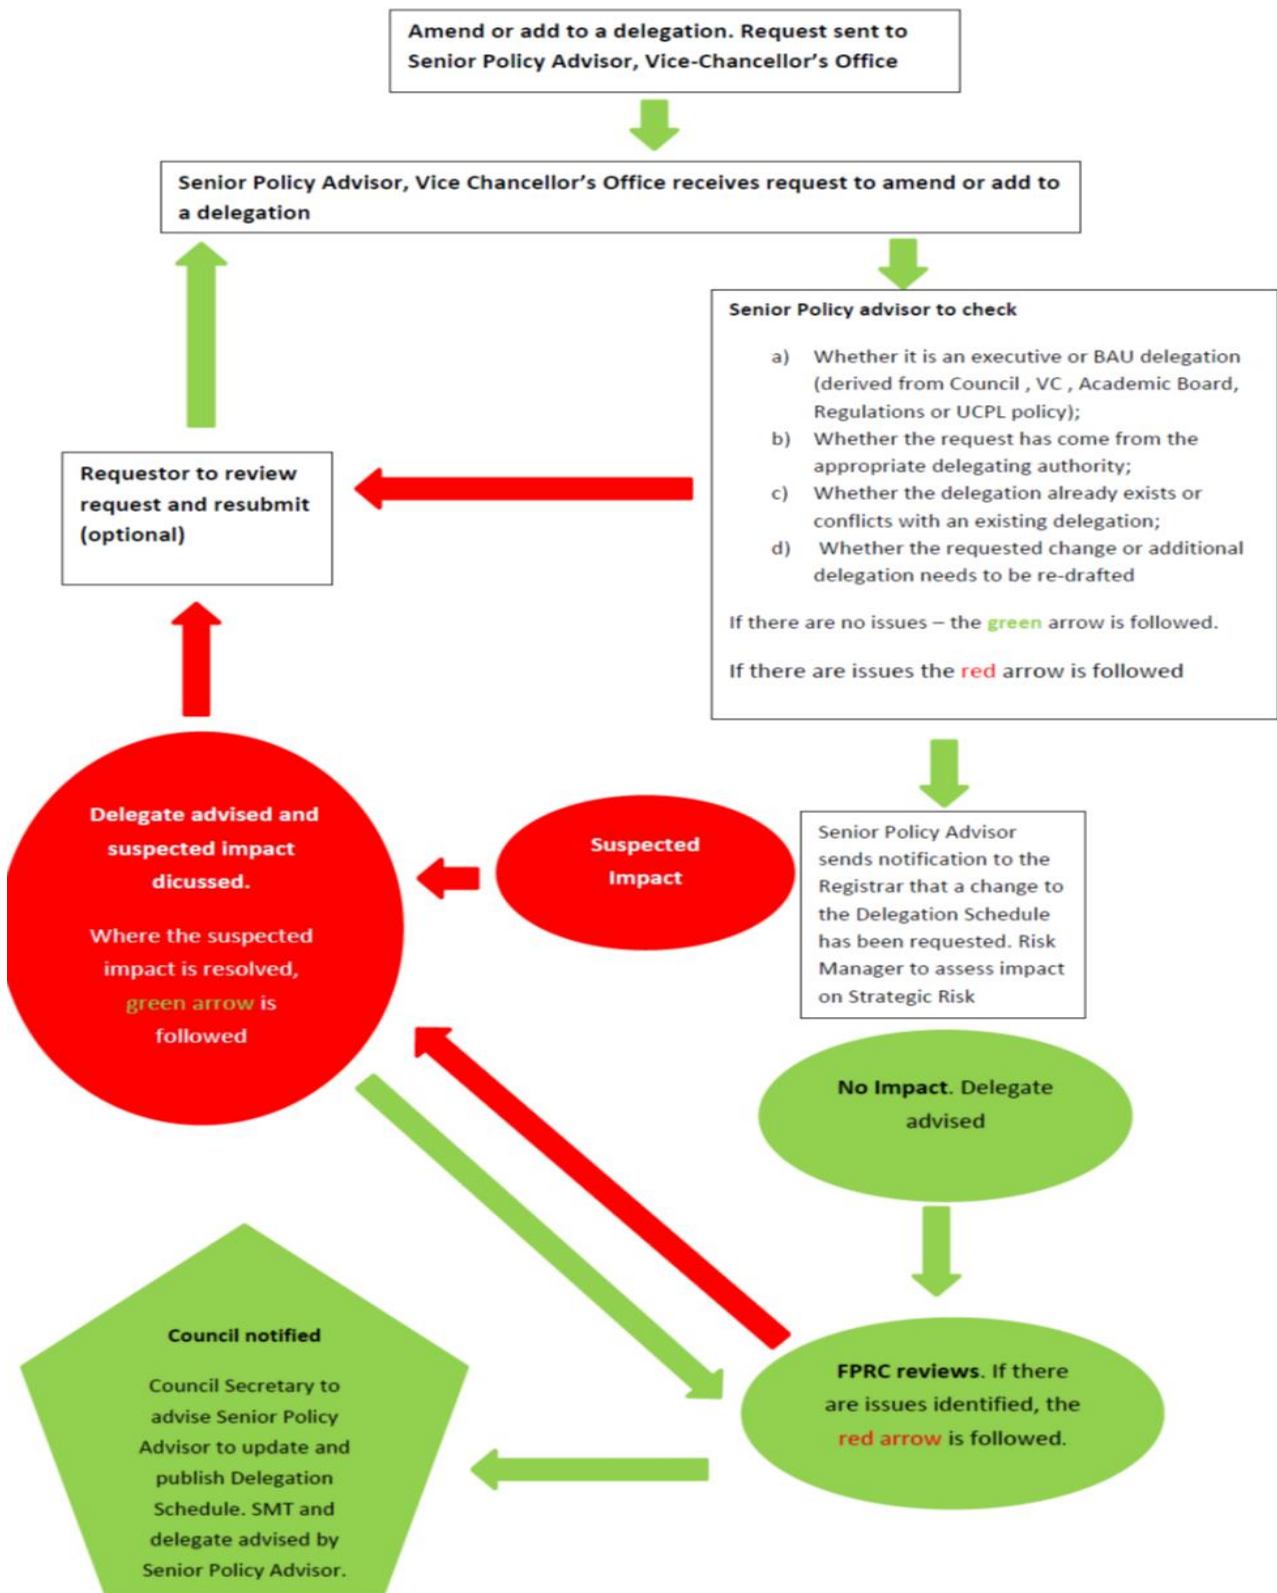 Amend or add to a delegation. Request sent to
Senior Policy Advisor, Vice-Chancellor's Office
Senior Policy Advisor, Vice Chancellor's Office receives request to amend or add to
a delegation
Senior Policy advisor to check
a) Whether it is an executive or BAU delegation
(derived from Council , VC , Academic Board,
Regulations or UCPL policy);
b) Whether the request has come from the
appropriate delegating authority;
c) Whether the delegation already exists or
conflicts with an existing delegation;
d) Whether the requested change or additional
delegation needs to be re-drafted
If there are no issues – the green arrow is followed.
If there are issues the red arrow is followed
Requestor to review
request and resubmit
(optional)
Senior Policy Advisor
sends notification to the
Registrar that a change to
the Delegation Schedule
has been requested. Risk
Manager to assess impact
on Strategic Risk
Suspected
Impact
Delegate advised and
suspected impact
dicussed.
Where the suspected
impact is resolved,
green arrow is
followed
No Impact. Delegate
advised
FPRC reviews. If there
are issues identified, the
red arrow is followed.
Council notified
Council Secretary to
advise Senior Policy
Advisor to update and
publish Delegation
Schedule. SMT and
delegate advised by
Senior Policy Advisor.